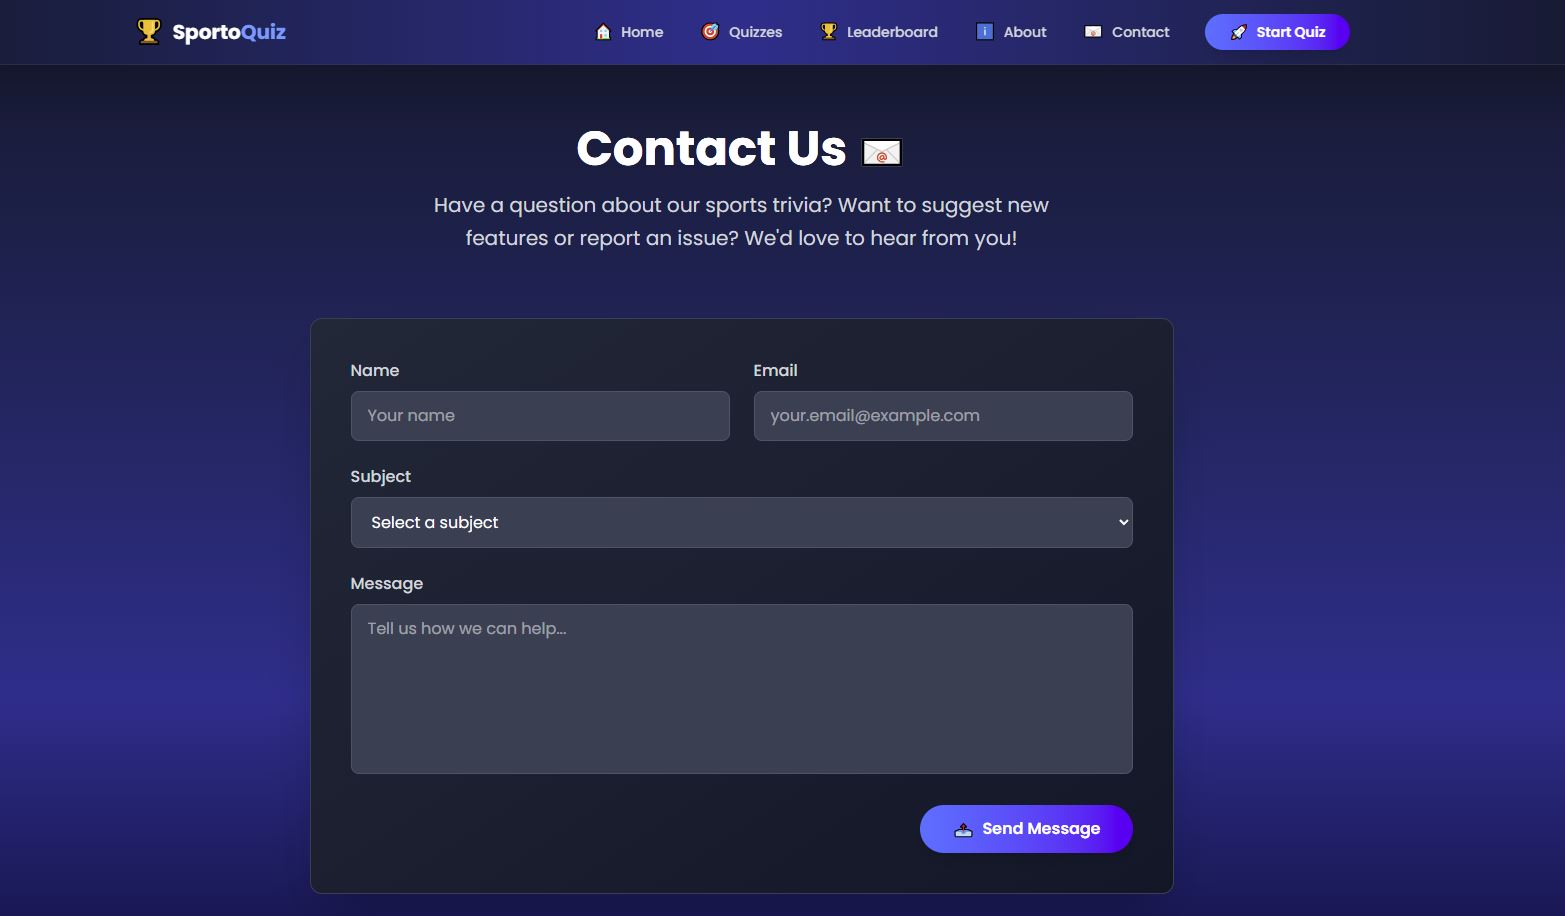 SportoQuiz
Home
Quizzes
Leaderboard
About
Contact
Start Quiz
Contact Us
Have a question about our sports trivia? Want to suggest new
features or report an issue? We'd love to hear from you!
Name
Email
Your name
your.email@example.com
Subject
Select a subject
Message
Tell us how we can help...
Send Message